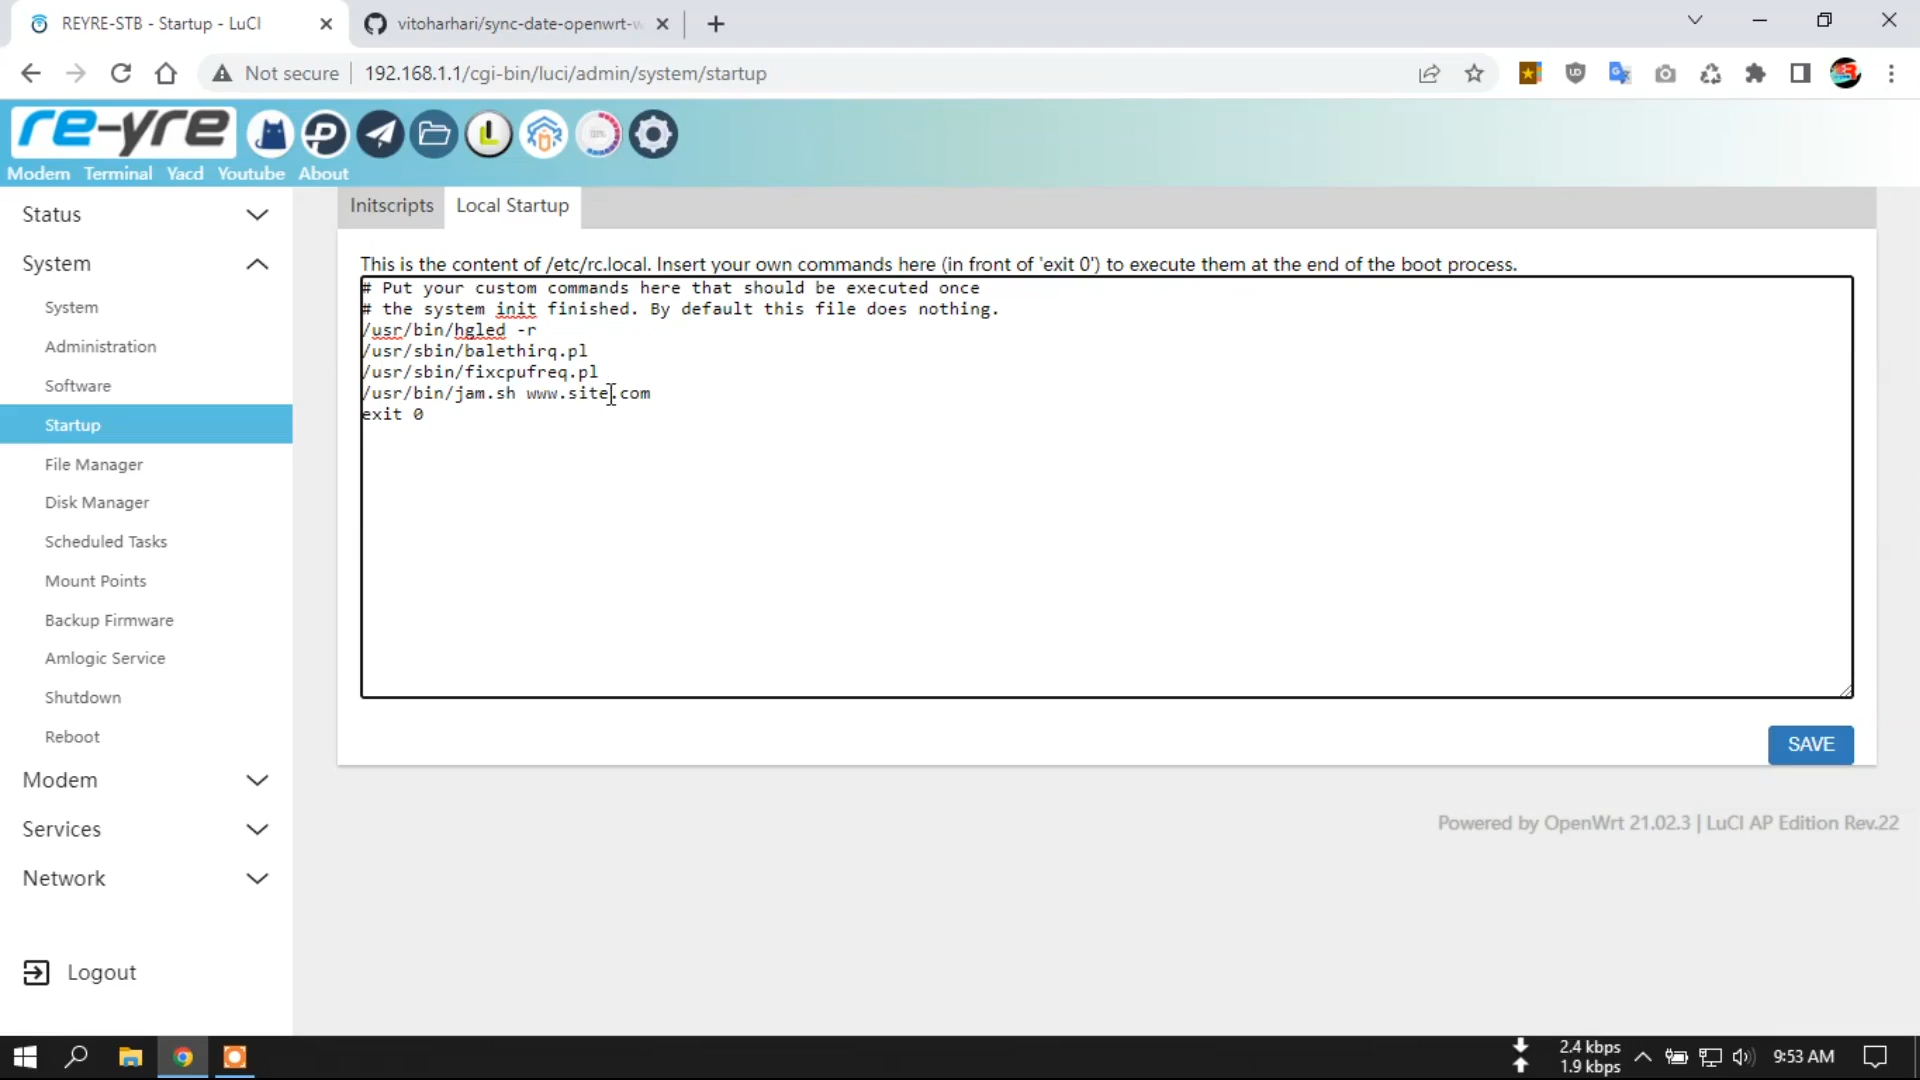 REYRE-STB - Startup - LuCI
vitoharhari/sync-date-openwrt-w
Not secure
192.168.1.1/cgi-bin/luci/admin/system/startup
re-yre
Modem Terminal Yacd Youtube About
Status
System
System
Administration
Software
Startup
File Manager
Disk Manager
Scheduled Tasks
Mount Points
Backup Firmware
Amlogic Service
Shutdown
Reboot
Modem
Services
Network
Logout
Initscripts
Local Startup
This is the content of /etc/rc.local. Insert your own commands here (in front of 'exit 0') to execute them at the end of the boot process.
# Put your custom commands here that should be executed once
# the system init finished. By default this file does nothing.
/usr/bin/hgled -r
/usr/sbin/balethirq.pl
/usr/sbin/fixcpufreq.pl
/usr/bin/jam.sh www.site.com
exit 0
SAVE
Powered by OpenWrt 21.02.3 | LuCI AP Edition Rev.22
2.4 kbps
1.9 kbps
9:53 AM